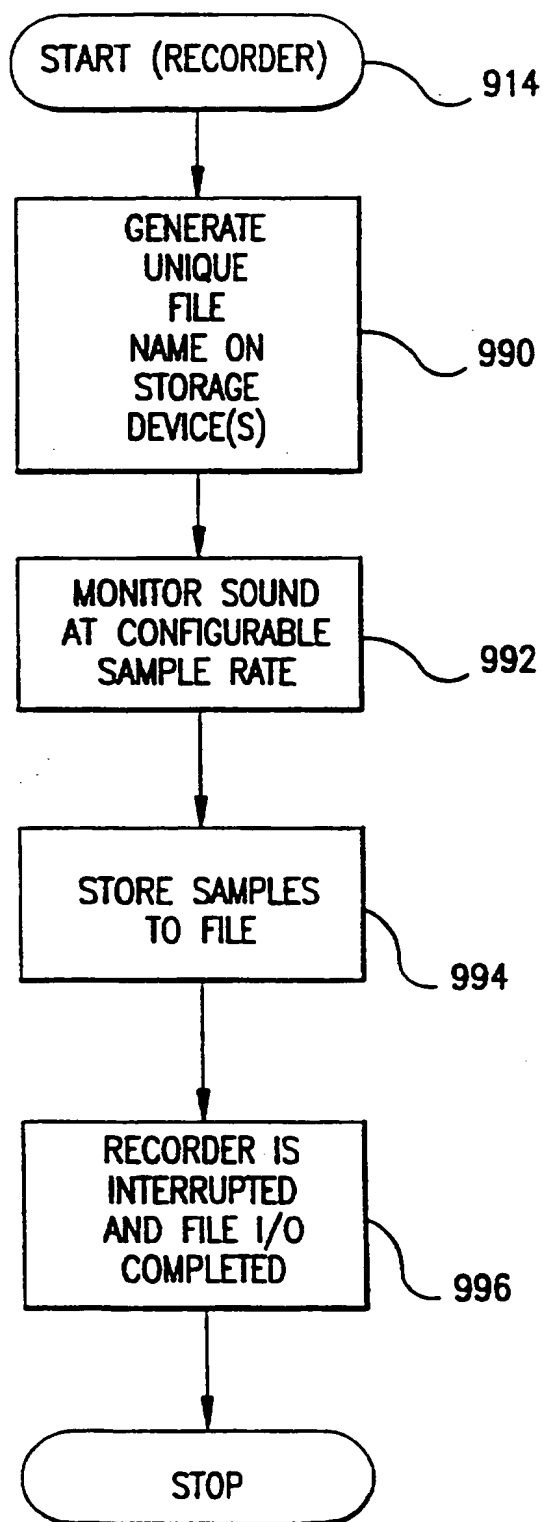 START (RECORDER)
914
GENERATE
UNIQUE
FILE
NAME ON
STORAGE
DEVICE(S)
990
MONITOR SOUND
AT CONFIGURABLE
SAMPLE RATE
992
STORE SAMPLES
TO FILE
994
RECORDER IS
INTERRUPTED
AND FILE I/O
COMPLETED
996
STOP